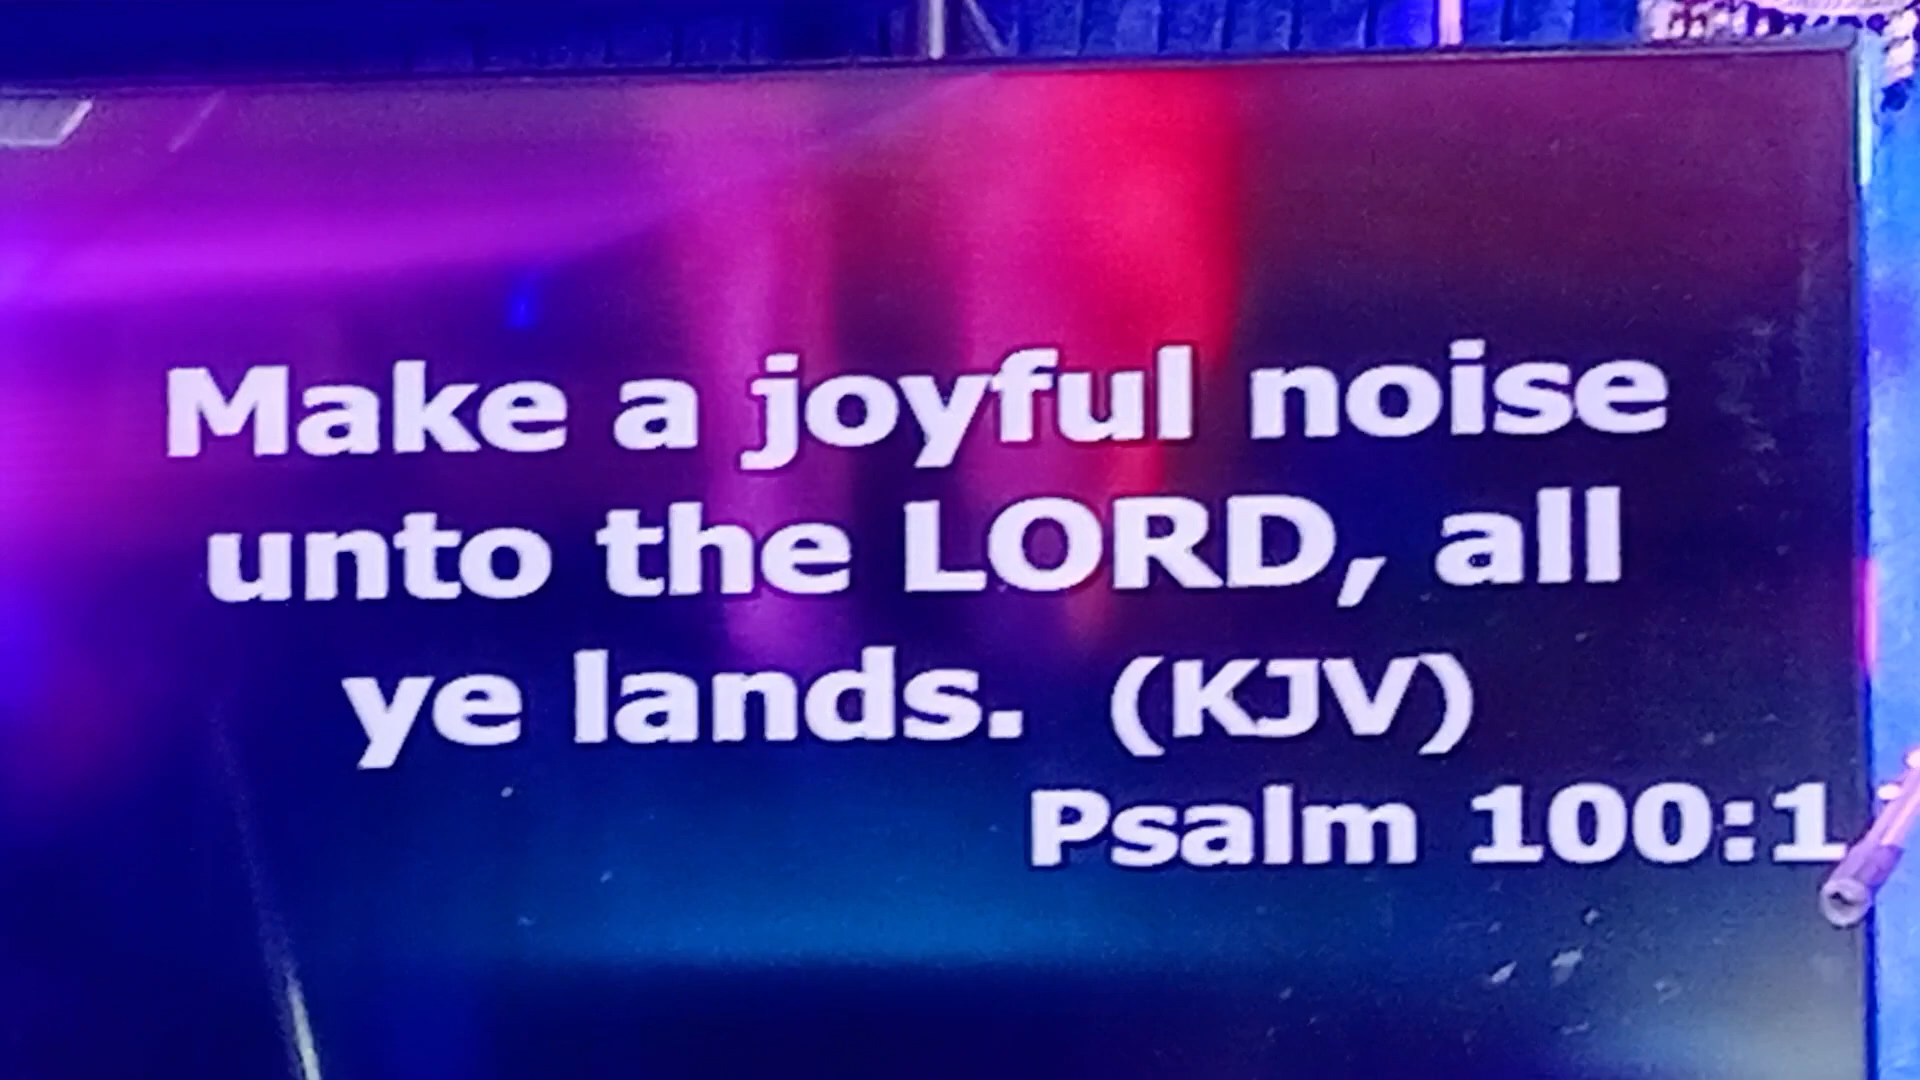 Make a joyful noise
unto the LORD, all
ye lands. (KJV)
Psalm 100:1